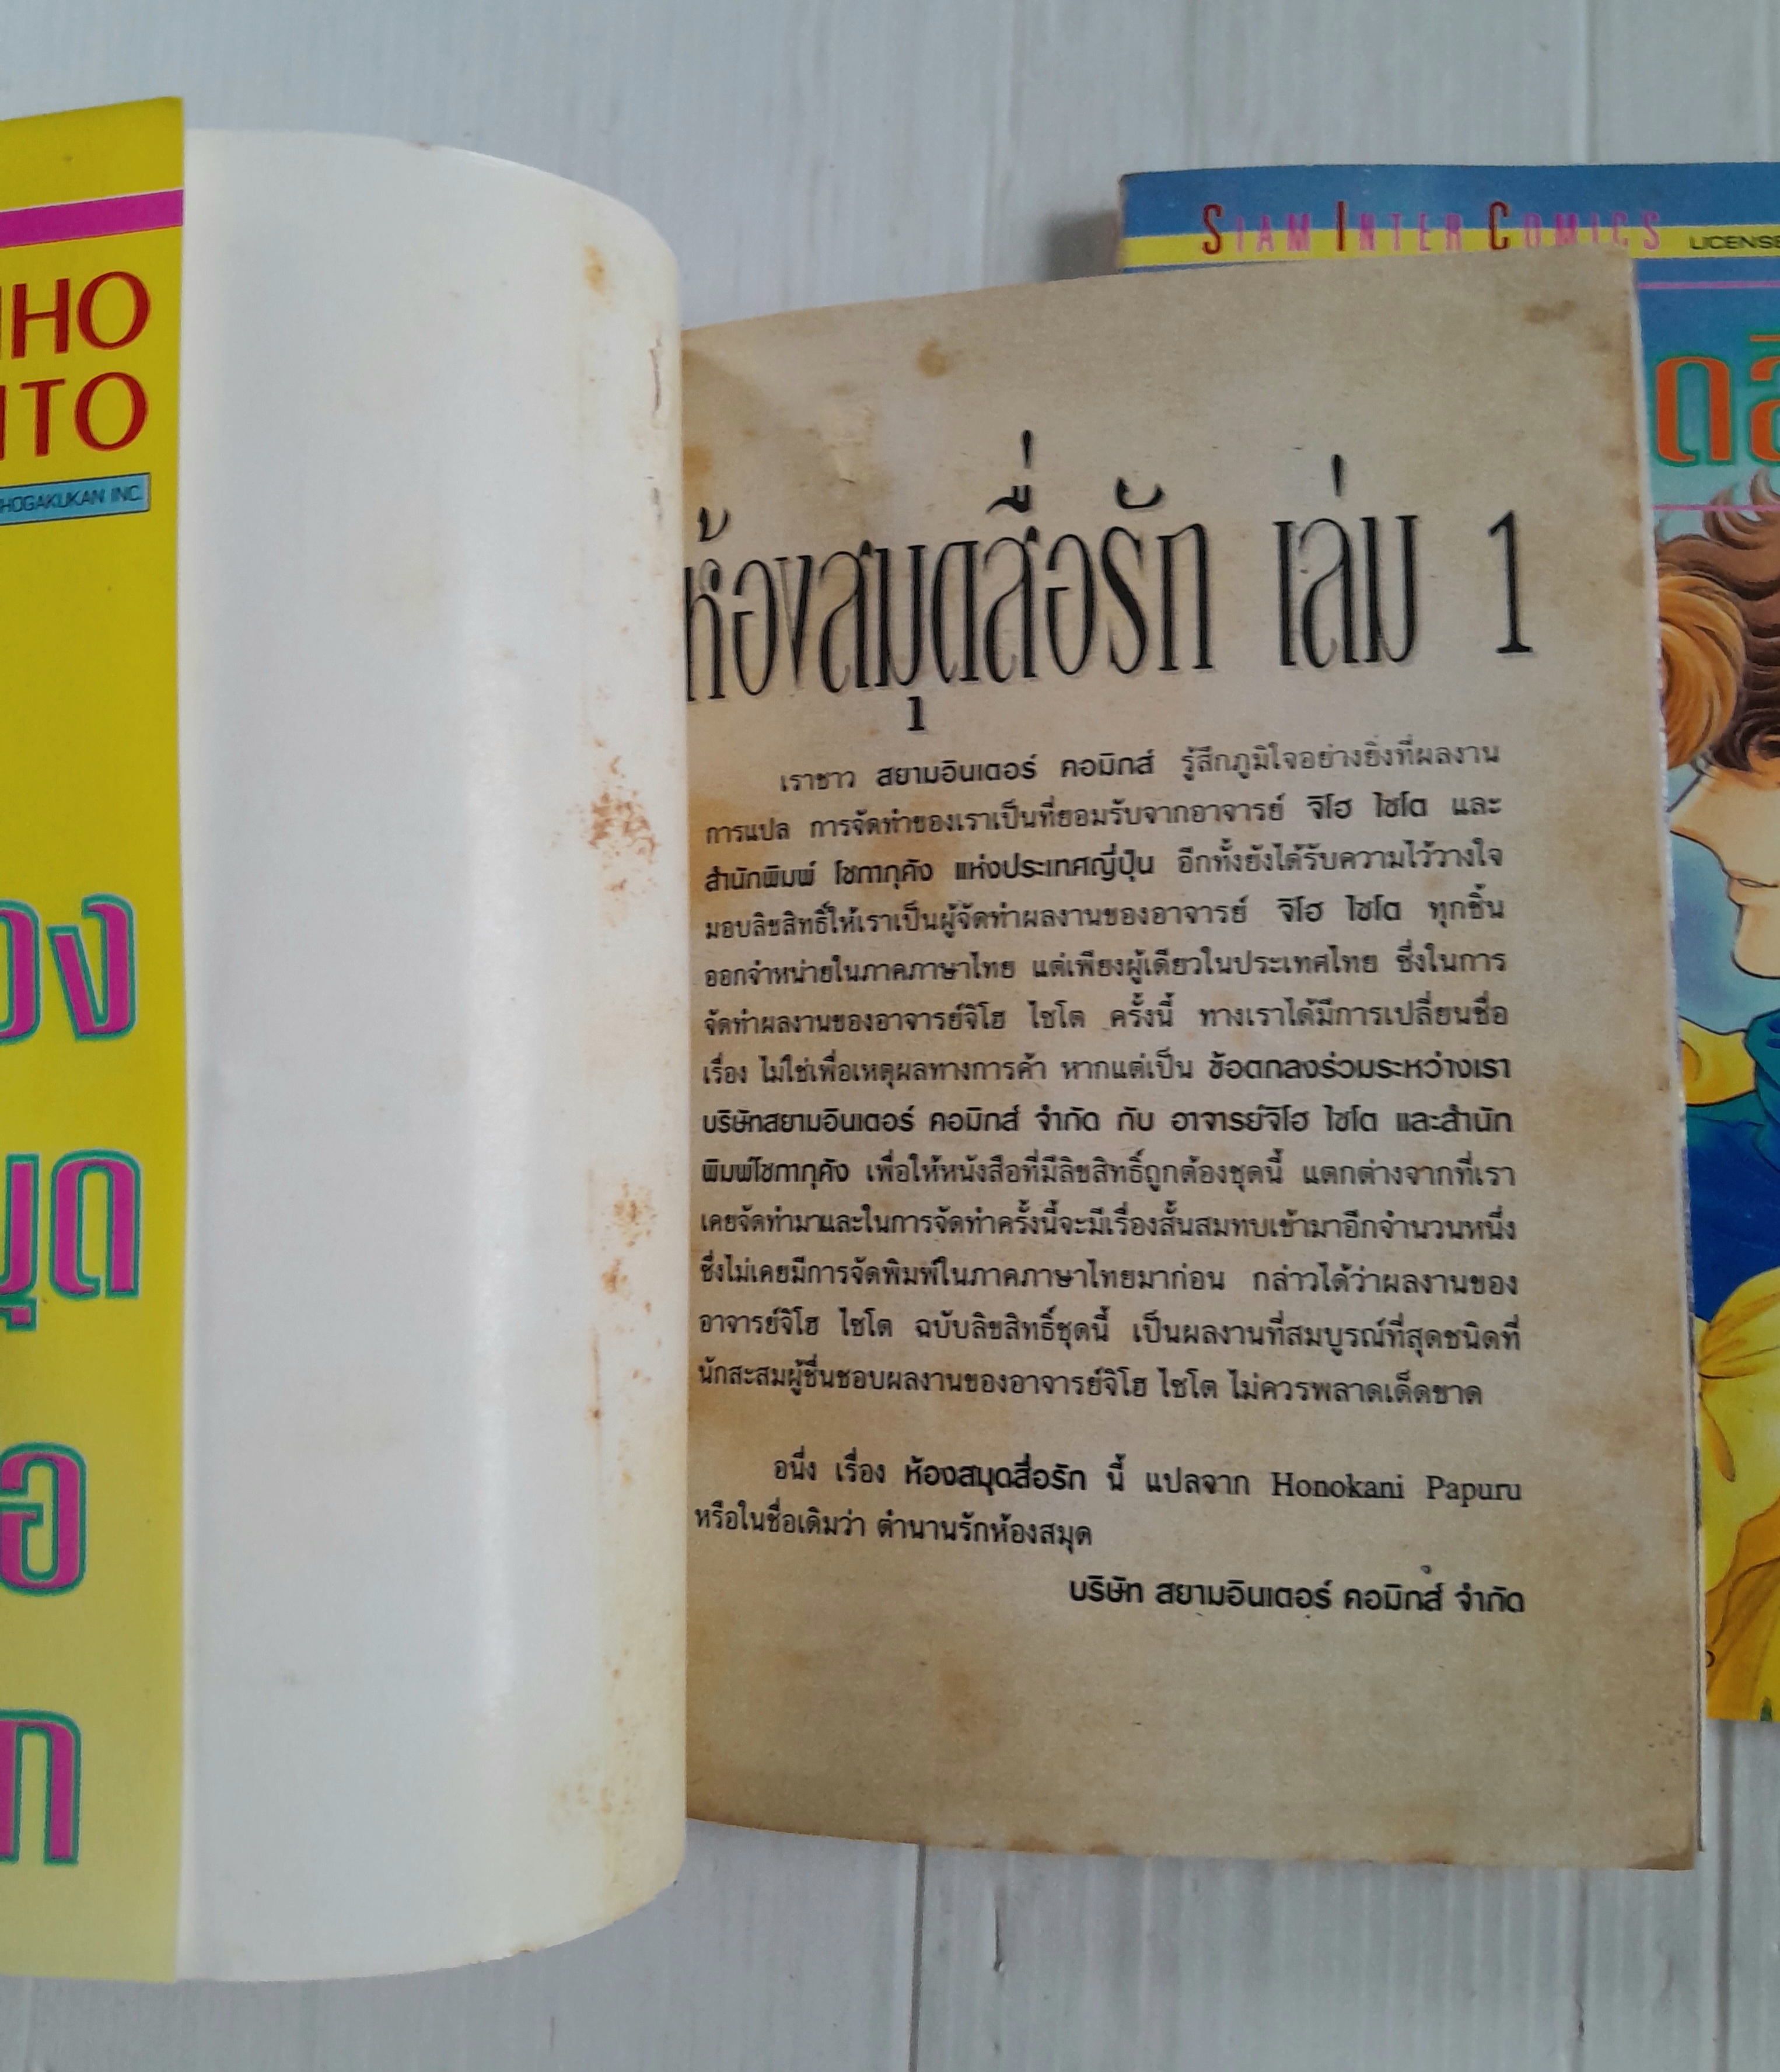 HOGAKUKAN INC.
SIAM INTER COMICS LICENSE
ห้องสมุดสื่อรัก เล่ม 1
เราชาว สยามอินเตอร์ คอมิกส์ รู้สึกภูมิใจอย่างยิ่งที่ผลงาน
การแปล การจัดทำของเราเป็นที่ยอมรับจากอาจารย์ จิโฮ ไซโต และ
สำนักพิมพ์ โชกากุคัง แห่งประเทศญี่ปุ่น อีกทั้งยังได้รับความไว้วางใจ
มอบลิขสิทธิ์ให้เราเป็นผู้จัดทำผลงานของอาจารย์ จิโฮ ไซโต ทุกชิ้น
ออกจำหน่ายในภาคภาษาไทย แต่เพียงผู้เดียวในประเทศไทย ซึ่งในการ
จัดทำผลงานของอาจารย์จิโฮ ไซโต ครั้งนี้ ทางเราได้มีการเปลี่ยนชื่อ
เรื่อง ไม่ใช่เพื่อเหตุผลทางการค้า หากแต่เป็น ข้อตกลงร่วมระหว่างเรา
บริษัทสยามอินเตอร์ คอมิกส์ จำกัด กับ อาจารย์จิโฮ ไซโต และสำนัก
พิมพ์โชกากุคัง เพื่อให้หนังสือที่มีลิขสิทธิ์ถูกต้องชุดนี้ แตกต่างจากที่เรา
เคยจัดทำมาและในการจัดทำครั้งนี้จะมีเรื่องสั้นสมทบเข้ามาอีกจำนวนหนึ่ง
ซึ่งไม่เคยมีการจัดพิมพ์ในภาคภาษาไทยมาก่อน กล่าวได้ว่าผลงานของ
อาจารย์จิโฮ ไซโต ฉบับลิขสิทธิ์ชุดนี้ เป็นผลงานที่สมบูรณ์ที่สุดชนิดที่
นักสะสมผู้ชื่นชอบผลงานของอาจารย์จิโฮ ไซโต ไม่ควรพลาดเด็ดขาด
อนึ่ง เรื่อง ห้องสมุดสื่อรัก นี้ แปลจาก Honokani Papuru
หรือในชื่อเดิมว่า ตำนานรักห้องสมุด
บริษัท สยามอินเตอร์ คอมิกส์ จำกัด